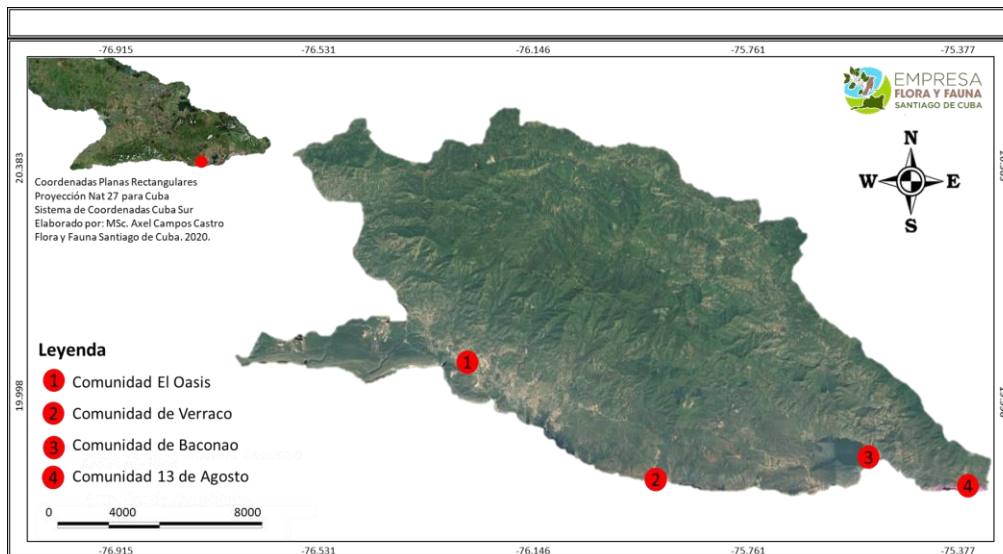 -76.915 -76.531 -76.146 -75.761 -75.377
EMPRESA
FLORA Y FAUNA
SANTIAGO DE CUBA
N
W E
S
20.383
20.383
Coordenadas Planas Rectangulares
Proyección Nat 27 para Cuba
Sistema de Coordenadas Cuba Sur
Elaborado por: MSc. Axel Campos Castro
Flora y Fauna Santiago de Cuba. 2020.
Leyenda
1 Comunidad El Oasis
2 Comunidad de Verraco
3 Comunidad de Baconao
4 Comunidad 13 de Agosto
1
2
3
4
19.998
19.998
0 4000 8000
-76.915 -76.531 -76.146 -75.761 -75.377